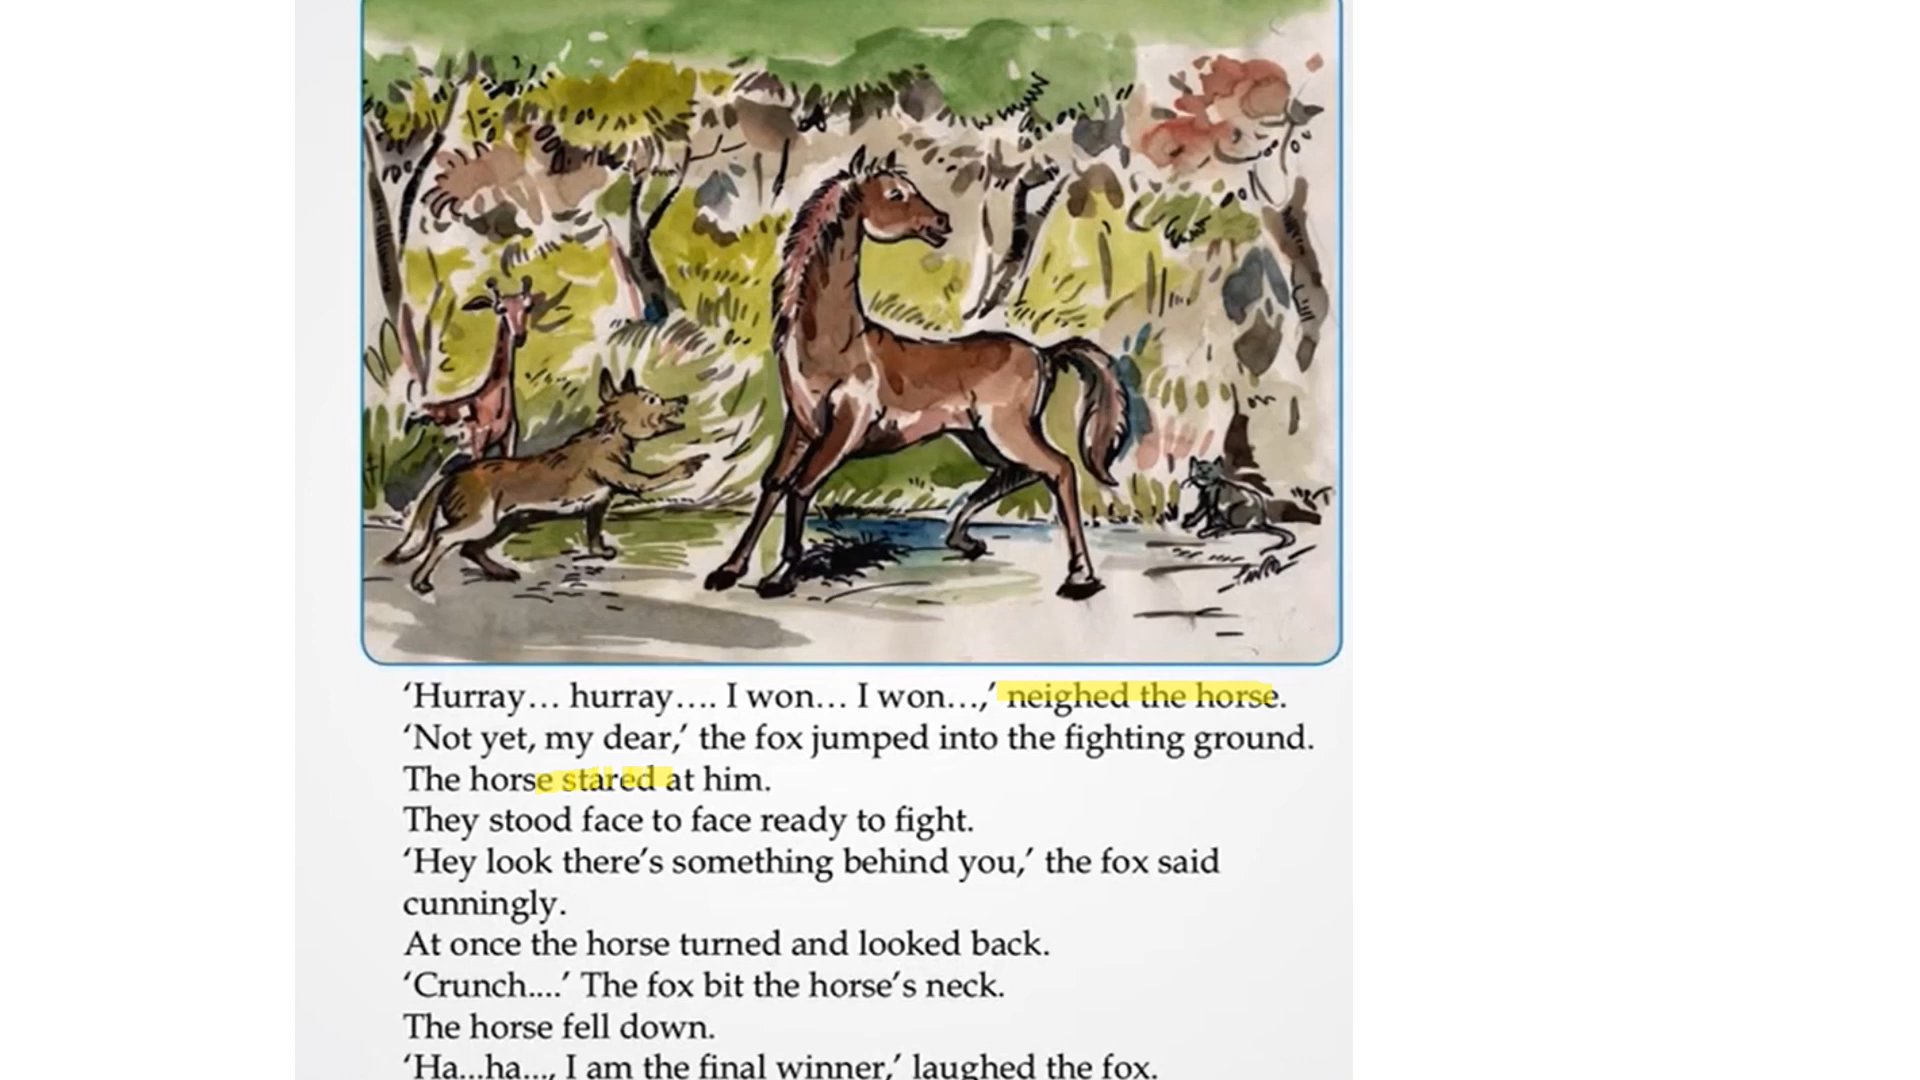 ‘Hurray… hurray…. I won… I won…,’ neighed the horse.
‘Not yet, my dear,’ the fox jumped into the fighting ground.
The horse stared at him.
They stood face to face ready to fight.
‘Hey look there’s something behind you,’ the fox said
cunningly.
At once the horse turned and looked back.
‘Crunch....’ The fox bit the horse’s neck.
The horse fell down.
‘Ha...ha..., I am the final winner,’ laughed the fox.